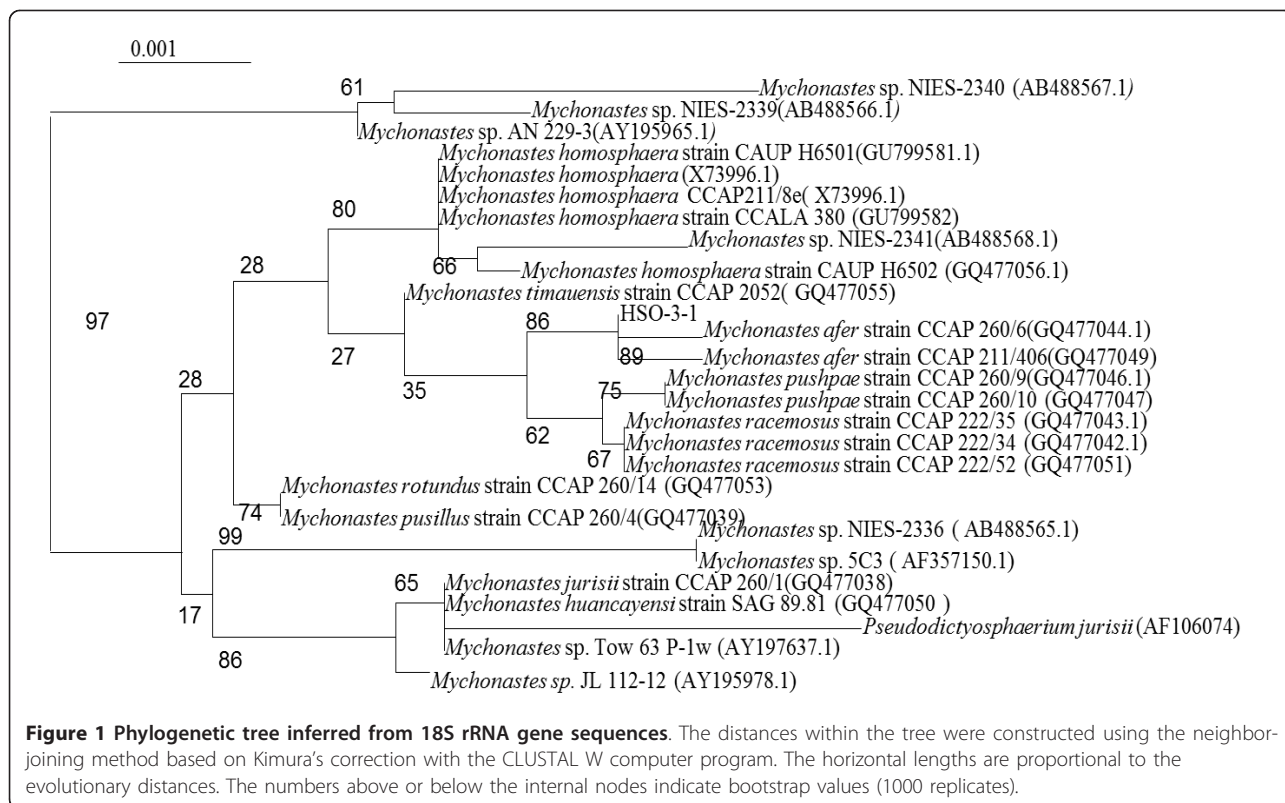 0.001
61
Mychonastes sp. NIES-2340 (AB488567.1)
Mychonastes sp. NIES-2339(AB488566.1)
Mychonastes sp. AN 229-3(AY195965.1)
Mychonastes homosphaera strain CAUP H6501(GU799581.1)
Mychonastes homosphaera (X73996.1)
Mychonastes homosphaera CCAP211/8e( X73996.1)
80
Mychonastes homosphaera strain CCALA 380 (GU799582)
Mychonastes sp. NIES-2341(AB488568.1)
28
66
Mychonastes homosphaera strain CAUP H6502 (GQ477056.1)
Mychonastes timauensis strain CCAP 2052( GQ477055)
97
HSO-3-1
86
Mychonastes afer strain CCAP 260/6(GQ477044.1)
27
89
Mychonastes afer strain CCAP 211/406(GQ477049)
28
35
75
Mychonastes pushpae strain CCAP 260/9(GQ477046.1)
Mychonastes pushpae strain CCAP 260/10 (GQ477047)
Mychonastes racemosus strain CCAP 222/35 (GQ477043.1)
62
Mychonastes racemosus strain CCAP 222/34 (GQ477042.1)
67
Mychonastes racemosus strain CCAP 222/52 (GQ477051)
Mychonastes rotundus strain CCAP 260/14 (GQ477053)
74
Mychonastes pusillus strain CCAP 260/4(GQ477039)
99
Mychonastes sp. NIES-2336 ( AB488565.1)
Mychonastes sp. 5C3 ( AF357150.1)
65
Mychonastes jurisii strain CCAP 260/1(GQ477038)
17
Mychonastes huancayensi strain SAG 89.81 (GQ477050 )
Pseudodictyosphaerium jurisii (AF106074)
86
Mychonastes sp. Tow 63 P-1w (AY197637.1)
Mychonastes sp. JL 112-12 (AY195978.1)
Figure 1 Phylogenetic tree inferred from 18S rRNA gene sequences. The distances within the tree were constructed using the neighbor-
joining method based on Kimura's correction with the CLUSTAL W computer program. The horizontal lengths are proportional to the
evolutionary distances. The numbers above or below the internal nodes indicate bootstrap values (1000 replicates).